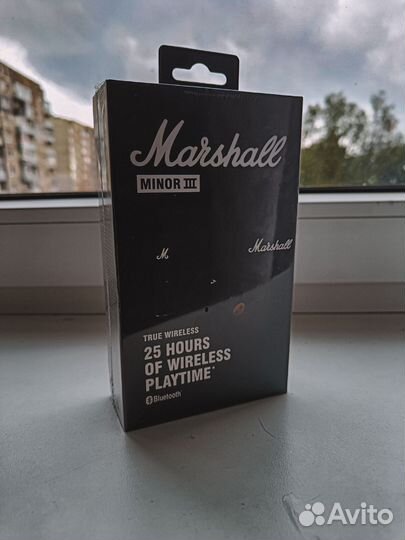 Marshall
MINOR III
M
Marshall
TRUE WIRELESS
25 HOURS
OF WIRELESS
PLAYTIME*
Bluetooth®
Avito